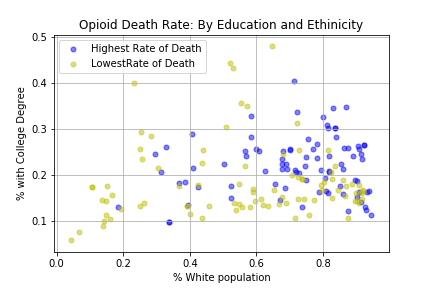 Opioid Death Rate: By Education and Ethinicity
Highest Rate of Death
LowestRate of Death
% with College Degree
0.5
0.4
0.3
0.2
0.1
0.0
0.2
0.4
0.6
0.8
% White population